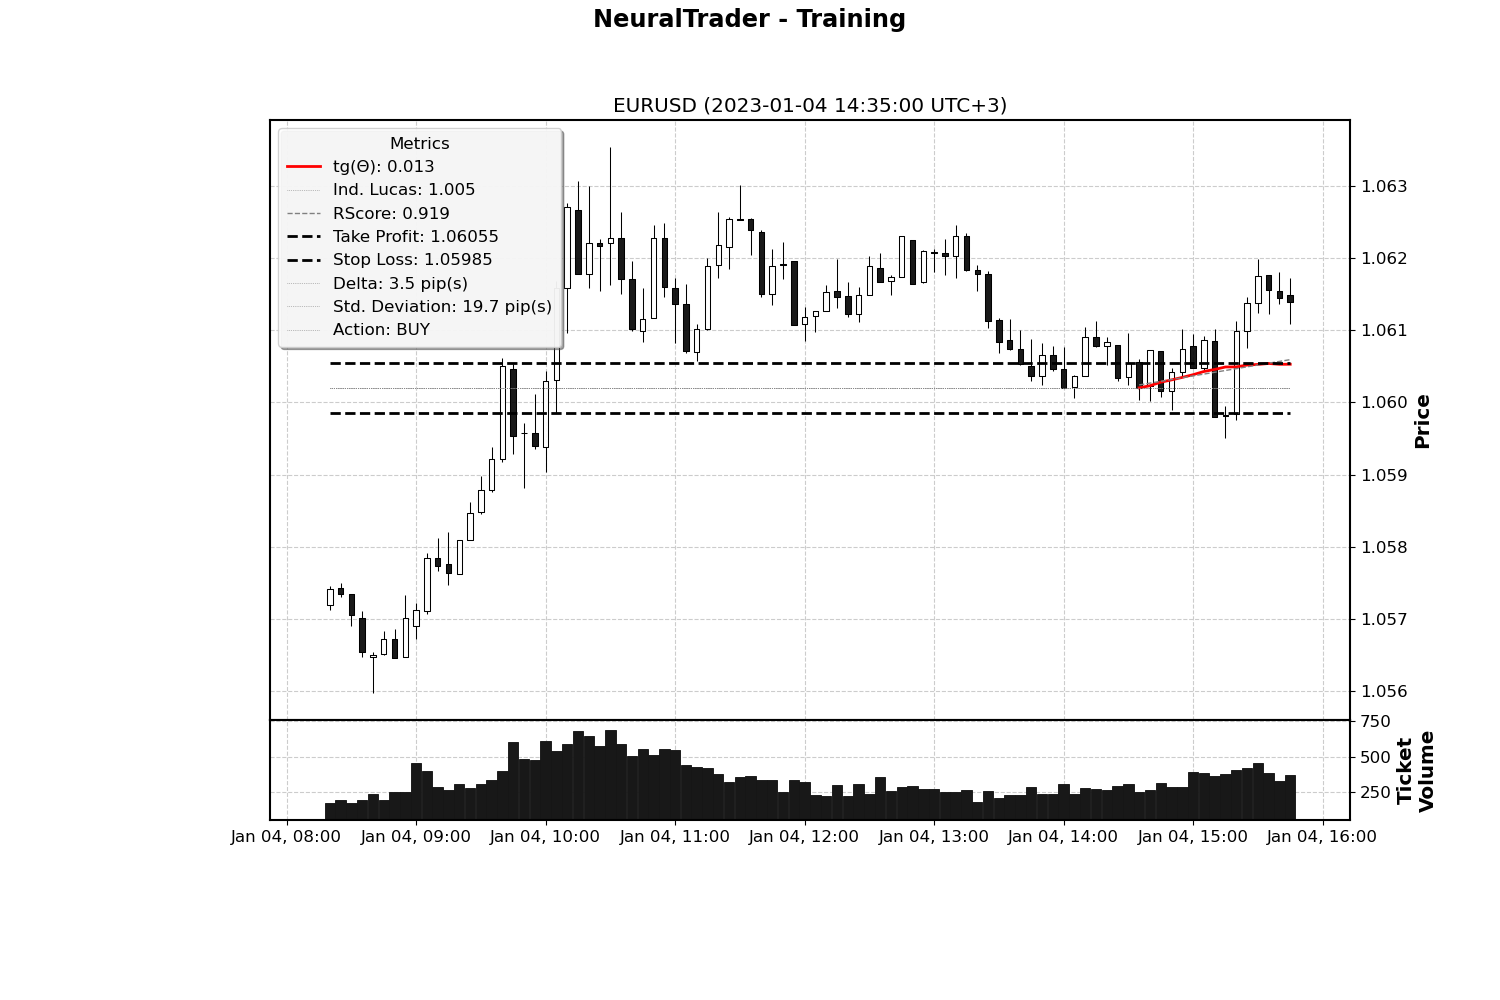 NeuralTrader - Training
EURUSD (2023-01-04 14:35:00 UTC+3)
Metrics
tg(Θ): 0.013
Ind. Lucas: 1.005
RScore: 0.919
Take Profit: 1.06055
Stop Loss: 1.05985
Delta: 3.5 pip(s)
Std. Deviation: 19.7 pip(s)
Action: BUY
1.063
1.062
1.061
1.060
1.059
1.058
1.057
1.056
Price
750
500
250
Ticket
Volume
Jan 04, 08:00
Jan 04, 09:00
Jan 04, 10:00
Jan 04, 11:00
Jan 04, 12:00
Jan 04, 13:00
Jan 04, 14:00
Jan 04, 15:00
Jan 04, 16:00